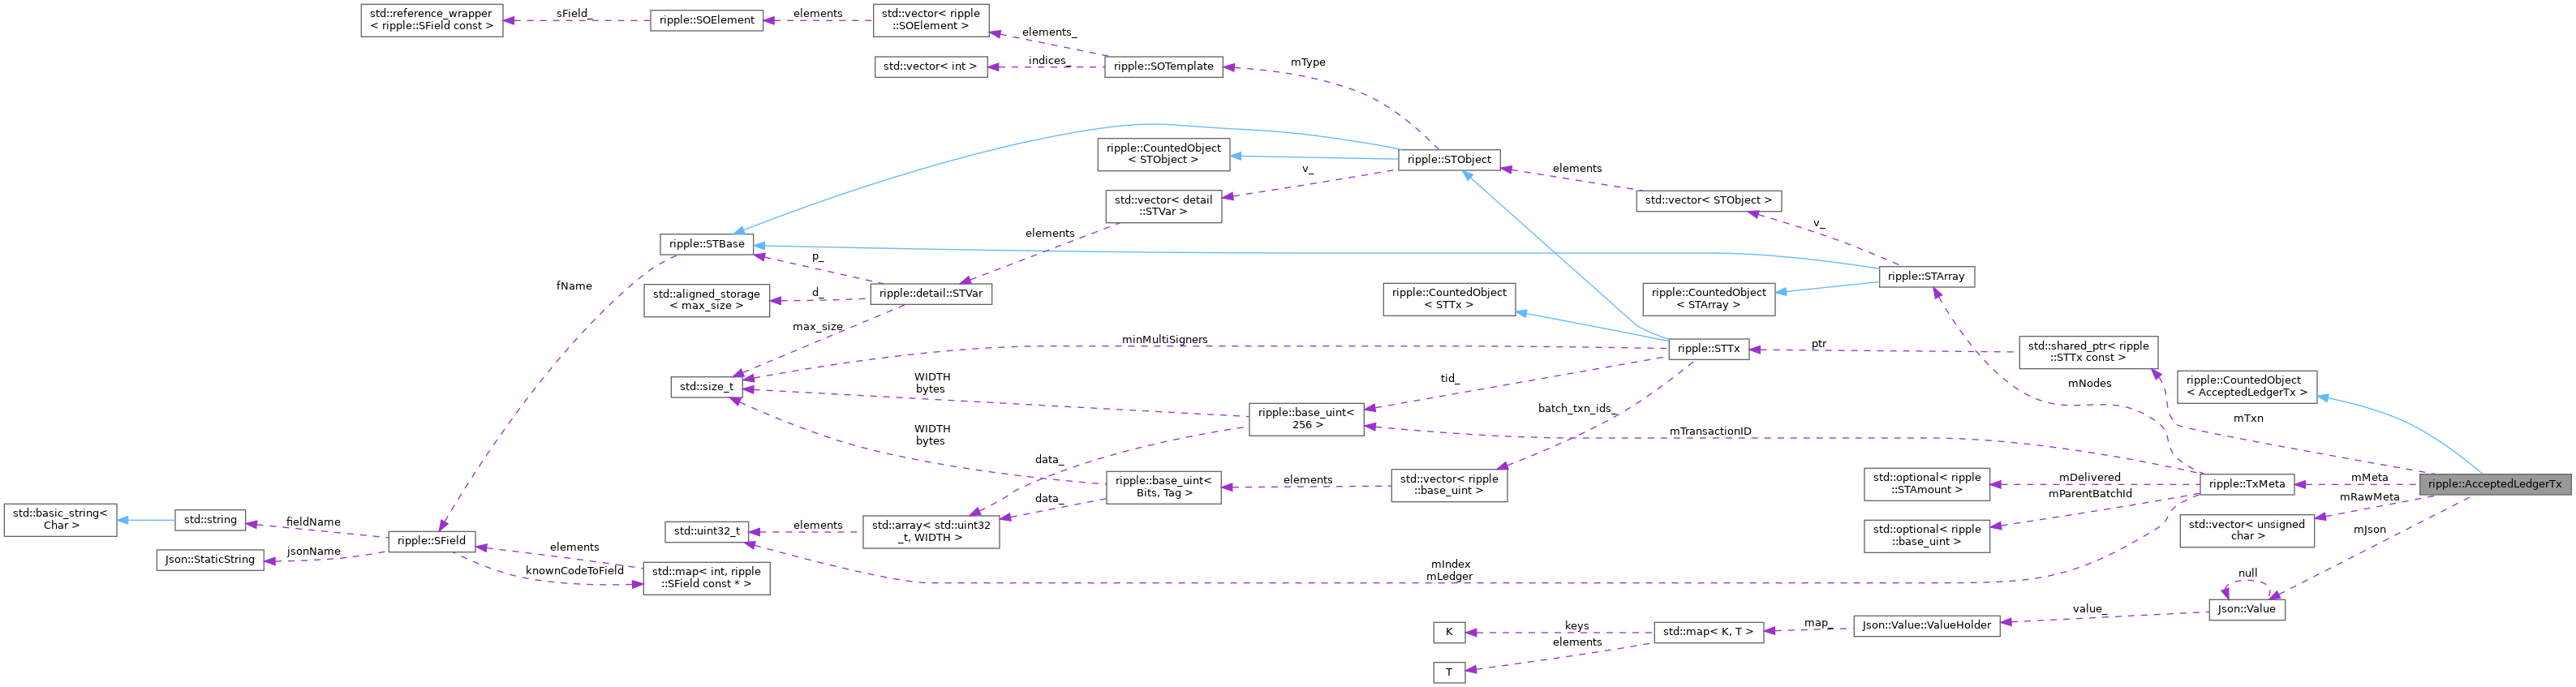 std::reference_wrapper
< ripple::SField const >
sField_
ripple::SOElement
elements
std::vector< ripple
::SOElement >
elements_
std::vector< int >
indices_
ripple::SOTemplate
mType
ripple::CountedObject
< STObject >
ripple::STObject
v_
elements
std::vector< detail
::STVar >
std::vector< STObject >
elements
v_
ripple::STBase
p_
fName
std::aligned_storage
< max_size >
d_
ripple::detail::STVar
ripple::CountedObject
< STTx >
ripple::CountedObject
< STArray >
ripple::STArray
max_size
minMultiSigners
ripple::STTx
ptr
std::shared_ptr< ripple
::STTx const >
std::size_t
WIDTH
bytes
tid_
mNodes
ripple::CountedObject
< AcceptedLedgerTx >
ripple::base_uint<
256 >
batch_txn_ids_
mTxn
WIDTH
bytes
mTransactionID
data_
ripple::base_uint<
Bits, Tag >
elements
std::vector< ripple
::base_uint >
std::optional< ripple
::STAmount >
mDelivered
ripple::TxMeta
mMeta
ripple::AcceptedLedgerTx
data_
mParentBatchId
mRawMeta
std::basic_string<
Char >
std::string
fieldName
std::uint32_t
elements
std::array< std::uint32
_t, WIDTH >
std::optional< ripple
::base_uint >
std::vector< unsigned
char >
mJson
ripple::SField
Json::StaticString
jsonName
elements
knownCodeToField
std::map< int, ripple
::SField const * >
mIndex
mLedger
null
Json::Value
value_
K
keys
std::map< K, T >
map_
Json::Value::ValueHolder
elements
T